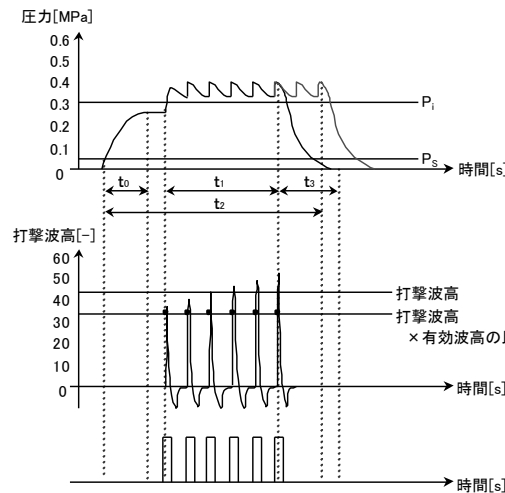 圧力[MPa]
0.6
0.5
0.4
0.3
0.2
0.1
0
Pi
PS
時間[s]
t0
t1
t3
t2
打撃波高[-]
60
50
40
30
20
10
0
打撃波高
打撃波高
×有効波高の
時間[s]
時間[s]